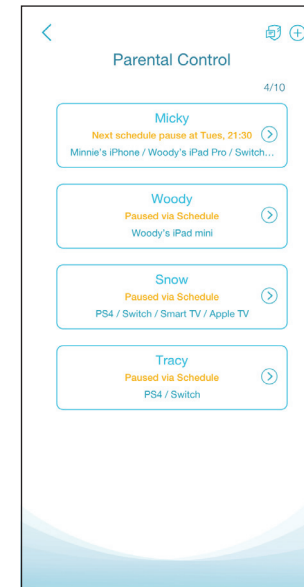 Parental Control
4/10
Micky
Next schedule pause at Tues, 21:30
Minnie's iPhone / Woody's iPad Pro / Switch...
Woody
Paused via Schedule
Woody's iPad mini
Snow
Paused via Schedule
PS4 / Switch / Smart TV / Apple TV
Tracy
Paused via Schedule
PS4 / Switch